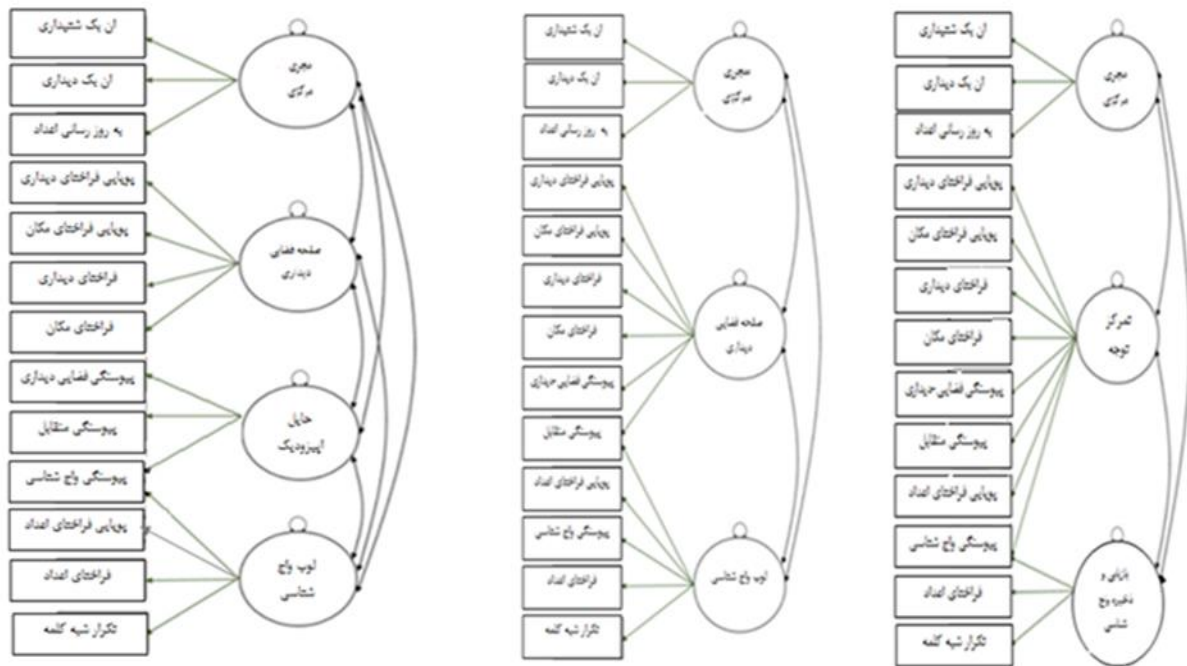 ان بک شنیداری
ان بک دیداری
به روز رسانی اعداد
پویایی فراخنای دیداری
پویایی فراخنای مکان
فراخنای دیداری
فراخنای مکان
پیوستگی فضایی دیداری
پیوستگی متقابل
پیوستگی واج شناسی
پویایی فراخنای اعداد
فراخنای اعداد
تکرار شبه کلمه
مجری
مرکزی
صفحه فضایی
دیداری
حایل
اپیزودیک
لوپ واج
شناسی
ان بک شنیداری
ان بک دیداری
به روز رسانی اعداد
پویایی فراخنای دیداری
پویایی فراخنای مکان
فراخنای دیداری
فراخنای مکان
پیوستگی فضایی-دیداری
پیوستگی متقابل
پویایی فراخنای اعداد
پیوستگی واج شناسی
فراخنای اعداد
تکرار شبه کلمه
مجری
مرکزی
صفحه فضایی
دیداری
لوپ واج شناسی
ان بک شنیداری
ان بک دیداری
به روز رسانی اعداد
پویایی فراخنای دیداری
پویایی فراخنای مکان
فراخنای دیداری
فراخنای مکان
پیوستگی فضایی-دیداری
پیوستگی متقابل
پویایی فراخنای اعداد
پیوستگی واج شناسی
فراخنای اعداد
تکرار شبه کلمه
مجری
مرکزی
تمرکز
توجه
بازیابی و
ذخیره واج
شناسی